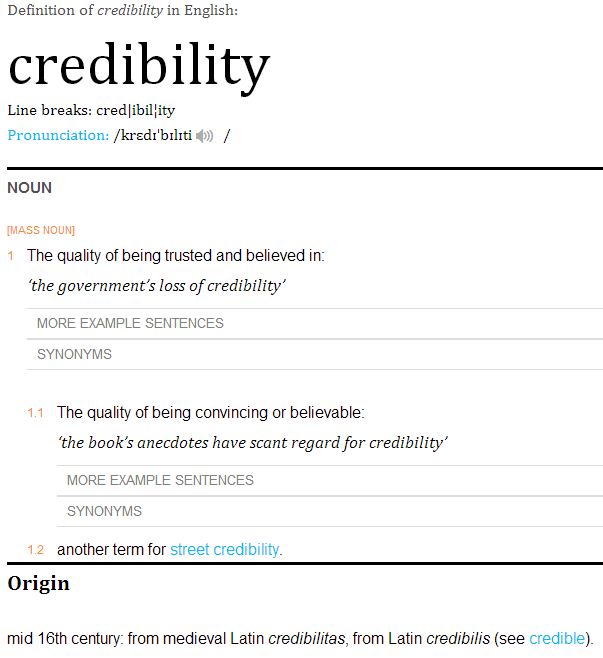 Definition of credibility in English:
credibility
Line breaks: cred|ibil¦ity
Pronunciation: /krɛdɪˈbɪlɪti /
NOUN
[MASS NOUN]
1 The quality of being trusted and believed in:
‘the government’s loss of credibility’
MORE EXAMPLE SENTENCES
SYNONYMS
1.1 The quality of being convincing or believable:
‘the book’s anecdotes have scant regard for credibility’
MORE EXAMPLE SENTENCES
SYNONYMS
1.2 another term for street credibility.
Origin
mid 16th century: from medieval Latin credibilitas, from Latin credibilis (see credible).